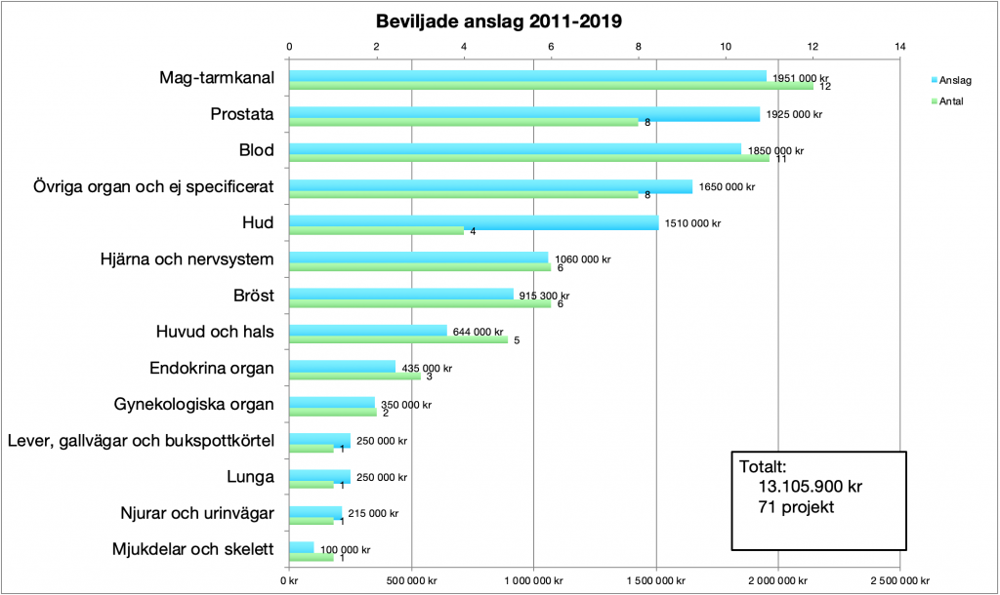 Beviljade anslag 2011-2019
0 2 4 6 8 10 12 14
Mag-tarmkanal 1951 000 kr 12
Prostata 1925 000 kr 8
Blod 1850 000 kr 11
Övriga organ och ej specificerat 1650 000 kr 8
Hud 1510 000 kr 4
Hjärna och nervsystem 1060 000 kr 6
Bröst 915 300 kr 6
Huvud och hals 644 000 kr 5
Endokrina organ 435 000 kr 3
Gynekologiska organ 350 000 kr 2
Lever, gallvägar och bukspottkörtel 250 000 kr 1
Lunga 250 000 kr 1
Njurar och urinvägar 215 000 kr 1
Mjukdelar och skelett 100 000 kr 1
0 kr 500 000 kr 1 000 000 kr 1 500 000 kr 2 000 000 kr 2 500 000 kr
Anslag
Antal
Totalt:
13.105.900 kr
71 projekt